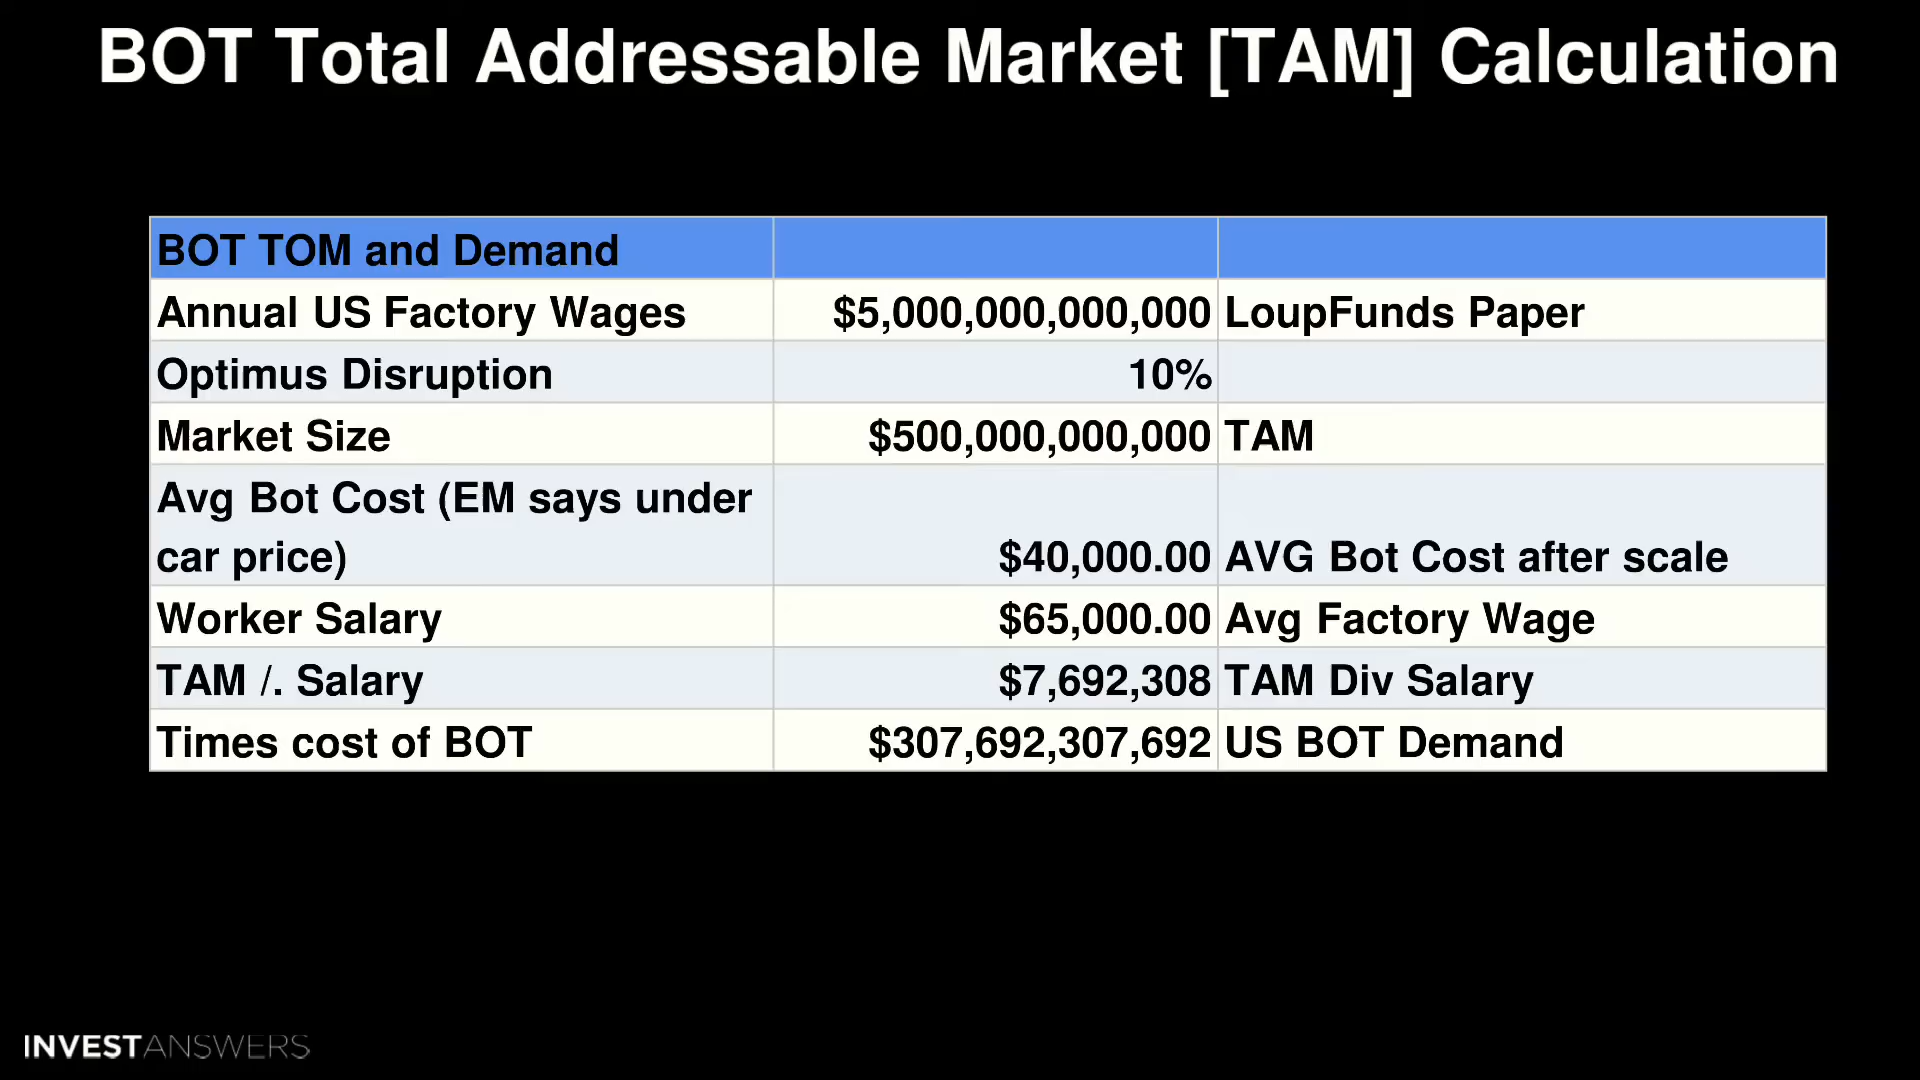 BOT Total Addressable Market [TAM] Calculation
BOT TOM and Demand
Annual US Factory Wages $5,000,000,000,000 LoupFunds Paper
Optimus Disruption 10%
Market Size $500,000,000,000 TAM
Avg Bot Cost (EM says under
car price) $40,000.00 AVG Bot Cost after scale
Worker Salary $65,000.00 Avg Factory Wage
TAM /. Salary $7,692,308 TAM Div Salary
Times cost of BOT $307,692,307,692 US BOT Demand
INVESTANSWERS